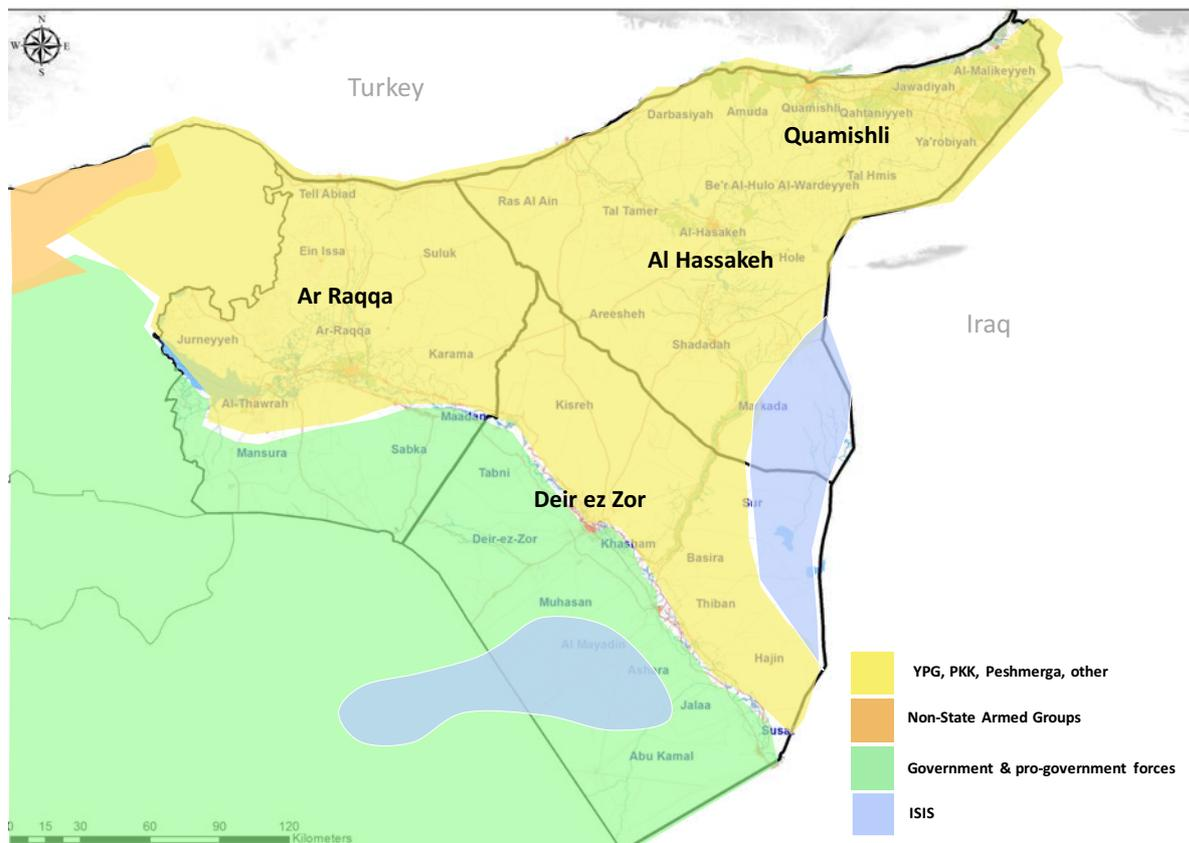 N
W E
S
Turkey
Al-Malikeyyeh
Jawadiyah
Darbasiyah Amuda Quamishli Qahtaniyyeh
Quamishli
Ya'robiyah
Tal Hmis
Be'r Al-Hulo Al-Wardeyyeh
Tell Abiad
Ras Al Ain
Tal Tamer
Al-Hasakeh
Ein Issa
Suluk
Al Hassakeh
Hole
Ar Raqqa
Areesheh
Iraq
Ar-Raqqa
Jurneyyeh
Karama
Shadadah
Al-Thawrah
Kisreh
Markada
Maadan
Mansura
Sabka
Tabni
Deir ez Zor
Sur
Deir-ez-Zor
Khasham
Basira
Muhasan
Thiban
Al Mayadin
Hajin
Ashara
Jalaa
Susa
Abu Kamal
YPG, PKK, Peshmerga, other
Non-State Armed Groups
Government & pro-government forces
ISIS
0 15 30 60 90 120
Kilometers